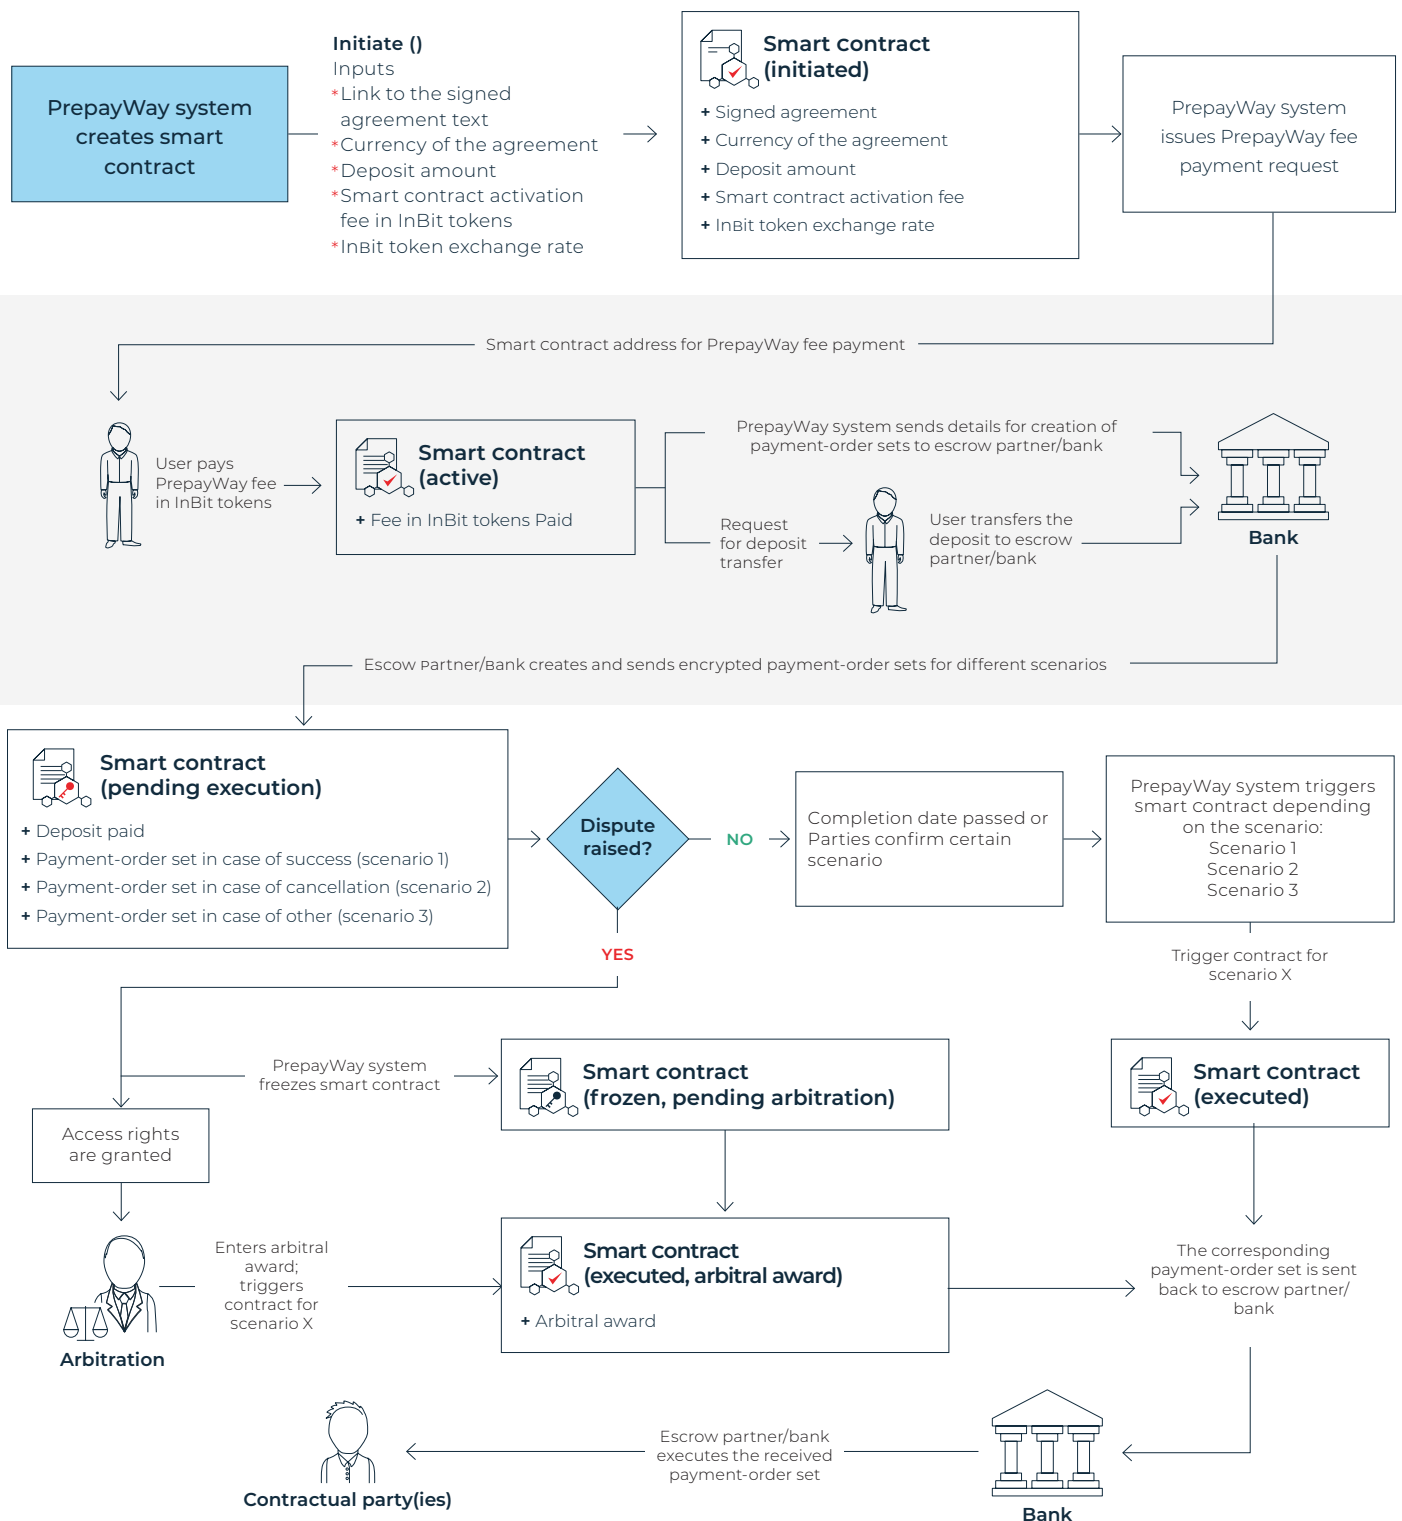 PrepayWay system
creates smart
contract
Initiate ()
Inputs
*Link to the signed
agreement text
*Currency of the agreement
*Deposit amount
*Smart contract activation
fee in InBit tokens
*InBit token exchange rate
Smart contract
(initiated)
+ Signed agreement
+ Currency of the agreement
+ Deposit amount
+ Smart contract activation fee
+ InBit token exchange rate
PrepayWay system
issues PrepayWay fee
payment request
Smart contract address for PrepayWay fee payment
User pays
PrepayWay fee
in InBit tokens
Smart contract
(active)
+ Fee in InBit tokens Paid
PrepayWay system sends details for creation of
payment-order sets to escrow partner/bank
Request
for deposit
transfer
User transfers the
deposit to escrow
partner/bank
Bank
Escow Partner/Bank creates and sends encrypted payment-order sets for different scenarios
Smart contract
(pending execution)
+ Deposit paid
+ Payment-order set in case of success (scenario 1)
+ Payment-order set in case of cancellation (scenario 2)
+ Payment-order set in case of other (scenario 3)
Dispute
raised?
NO
YES
Completion date passed or
Parties confirm certain
scenario
PrepayWay system triggers
smart contract depending
on the scenario:
Scenario 1
Scenario 2
Scenario 3
Trigger contract for
scenario X
PrepayWay system
freezes smart contract
Smart contract
(frozen, pending arbitration)
Smart contract
(executed)
Access rights
are granted
Arbitration
Enters arbitral
award;
triggers
contract for
scenario X
Smart contract
(executed, arbitral award)
+ Arbitral award
The corresponding
payment-order set is sent
back to escrow partner/
bank
Contractual party(ies)
Escrow partner/bank
executes the received
payment-order set
Bank